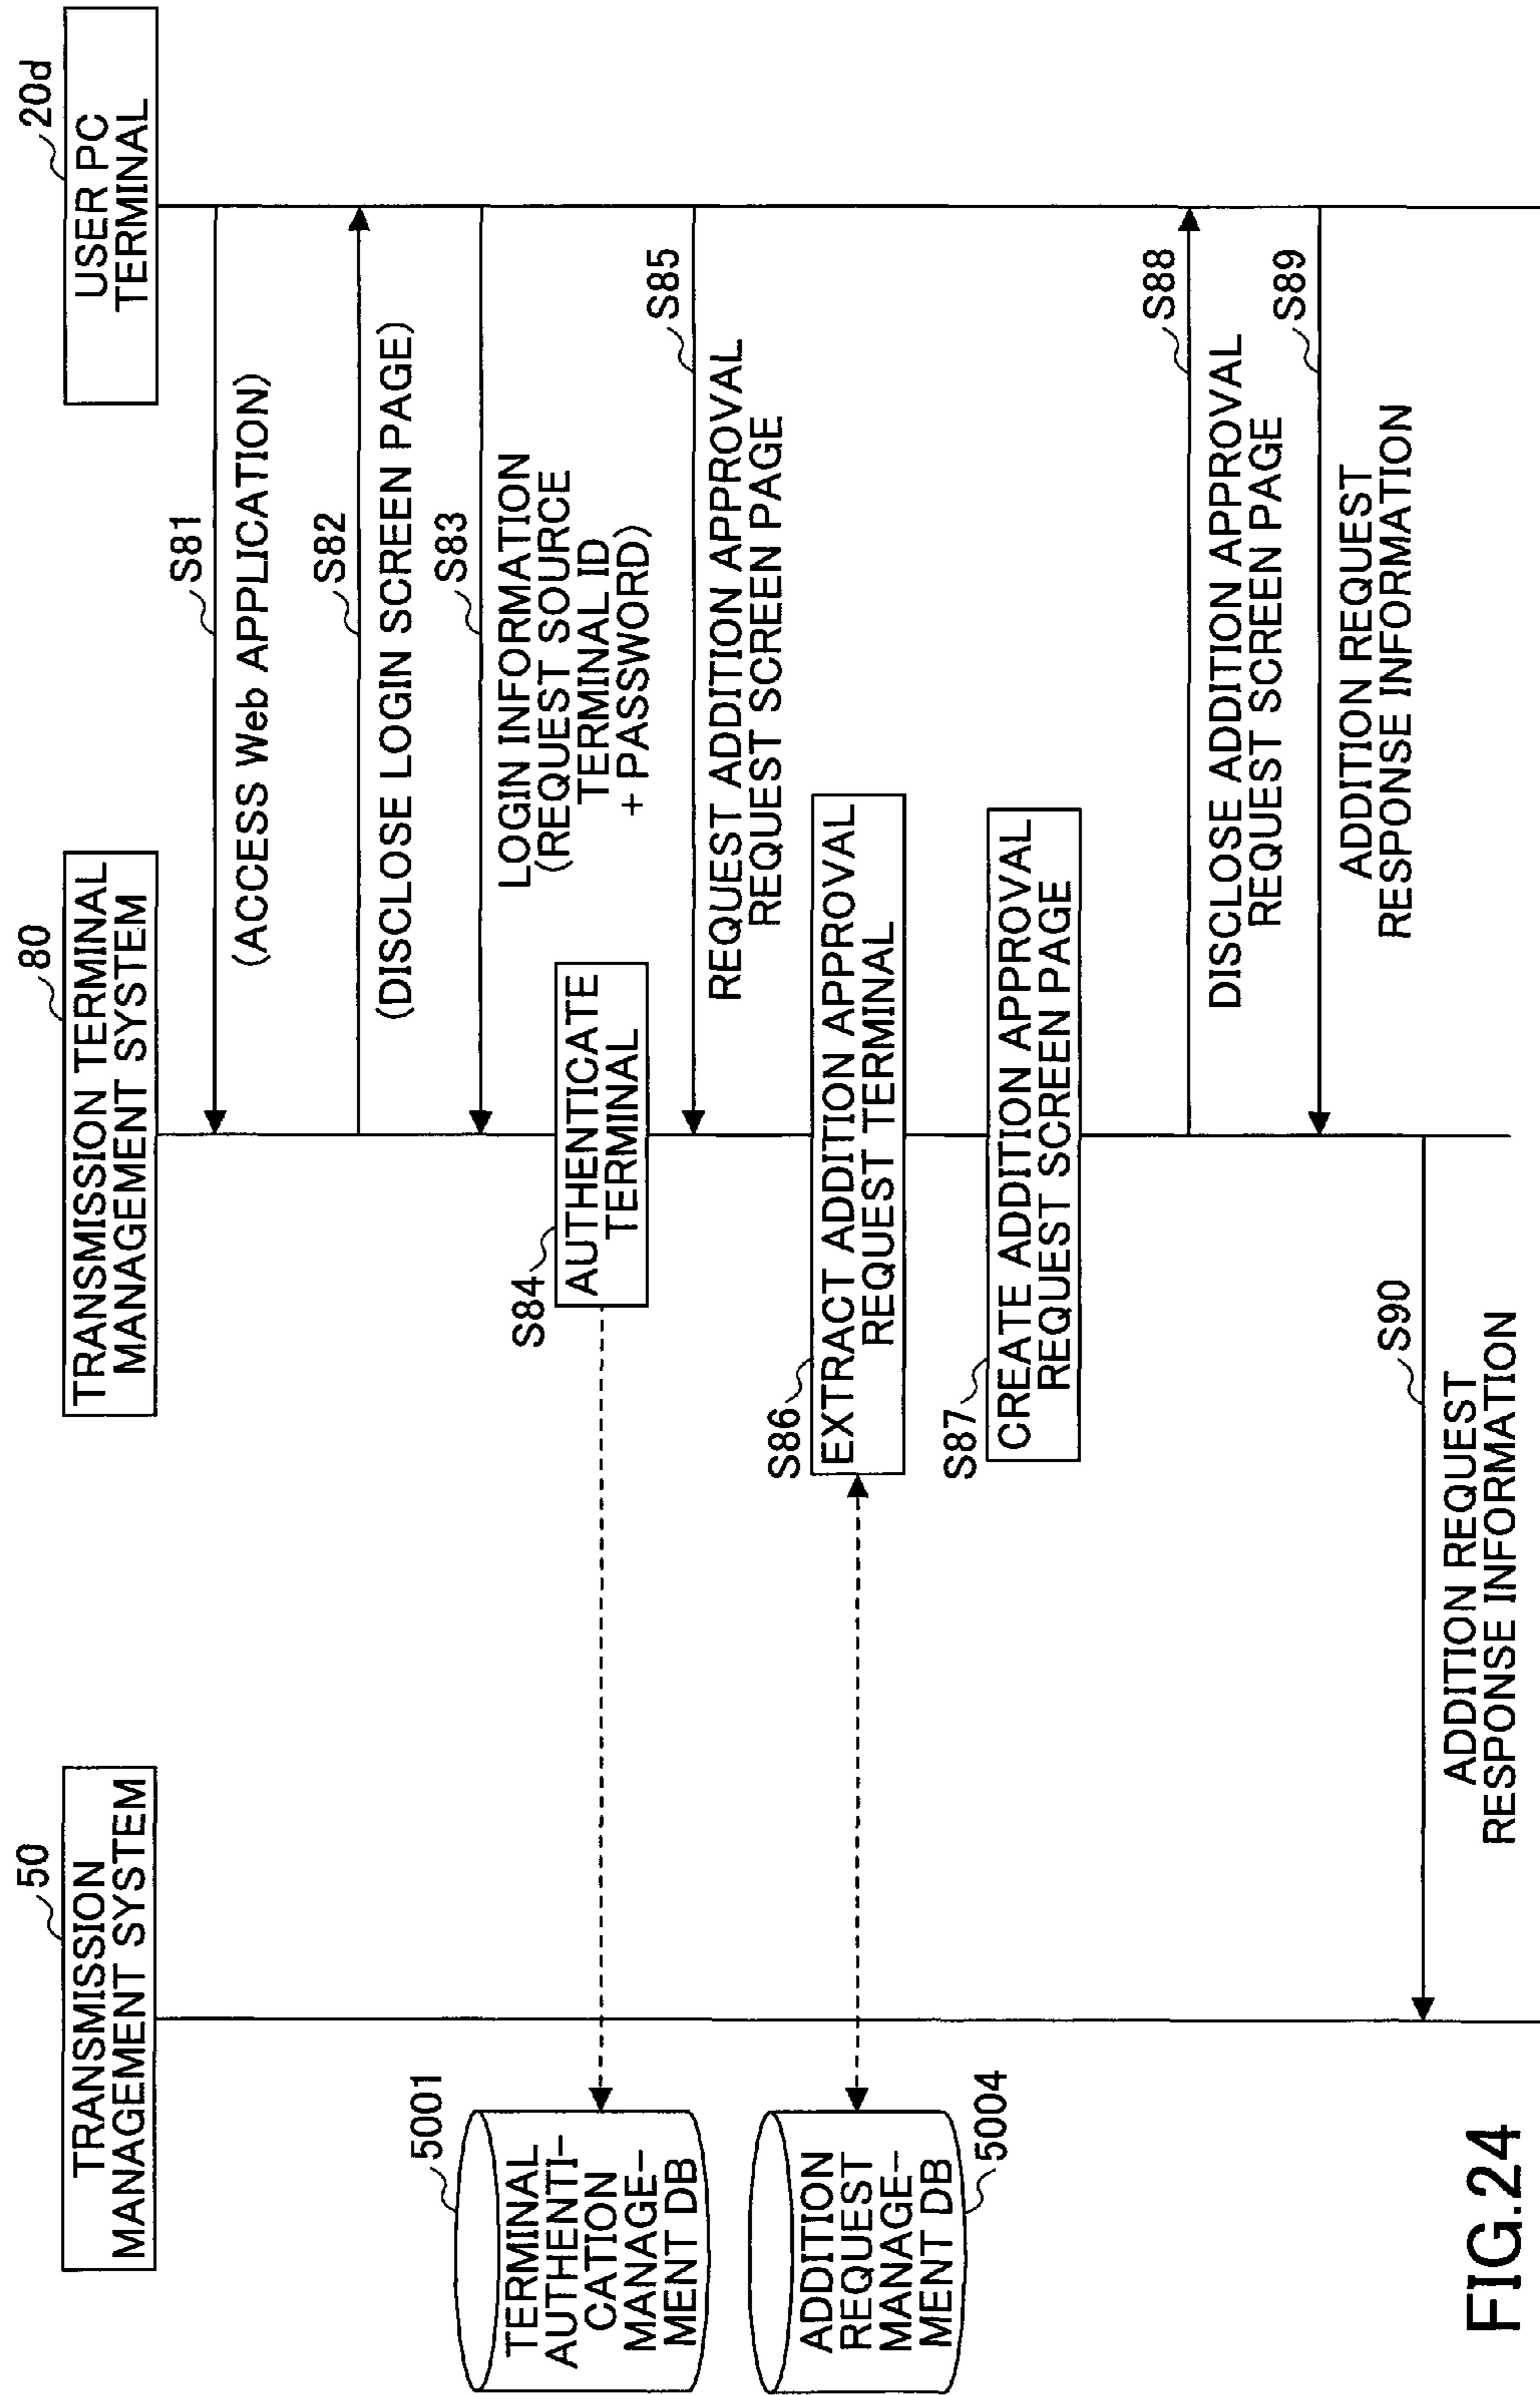 50
TRANSMISSION
MANAGEMENT SYSTEM
80
TRANSMISSION TERMINAL
MANAGEMENT SYSTEM
20d
USER PC
TERMINAL
S81
(ACCESS Web APPLICATION)
S82
(DISCLOSE LOGIN SCREEN PAGE)
S83
LOGIN INFORMATION
(REQUEST SOURCE
TERMINAL ID
+ PASSWORD)
5001
TERMINAL
AUTHENTI-
CATION
MANAGE-
MENT DB
S84
AUTHENTICATE
TERMINAL
S85
REQUEST ADDITION APPROVAL
REQUEST SCREEN PAGE
ADDITION
REQUEST
MANAGE-
MENT DB
5004
S86
EXTRACT ADDITION APPROVAL
REQUEST TERMINAL
S87
CREATE ADDITION APPROVAL
REQUEST SCREEN PAGE
S88
DISCLOSE ADDITION APPROVAL
REQUEST SCREEN PAGE
S89
ADDITION REQUEST
RESPONSE INFORMATION
S90
ADDITION REQUEST
RESPONSE INFORMATION
FIG.24